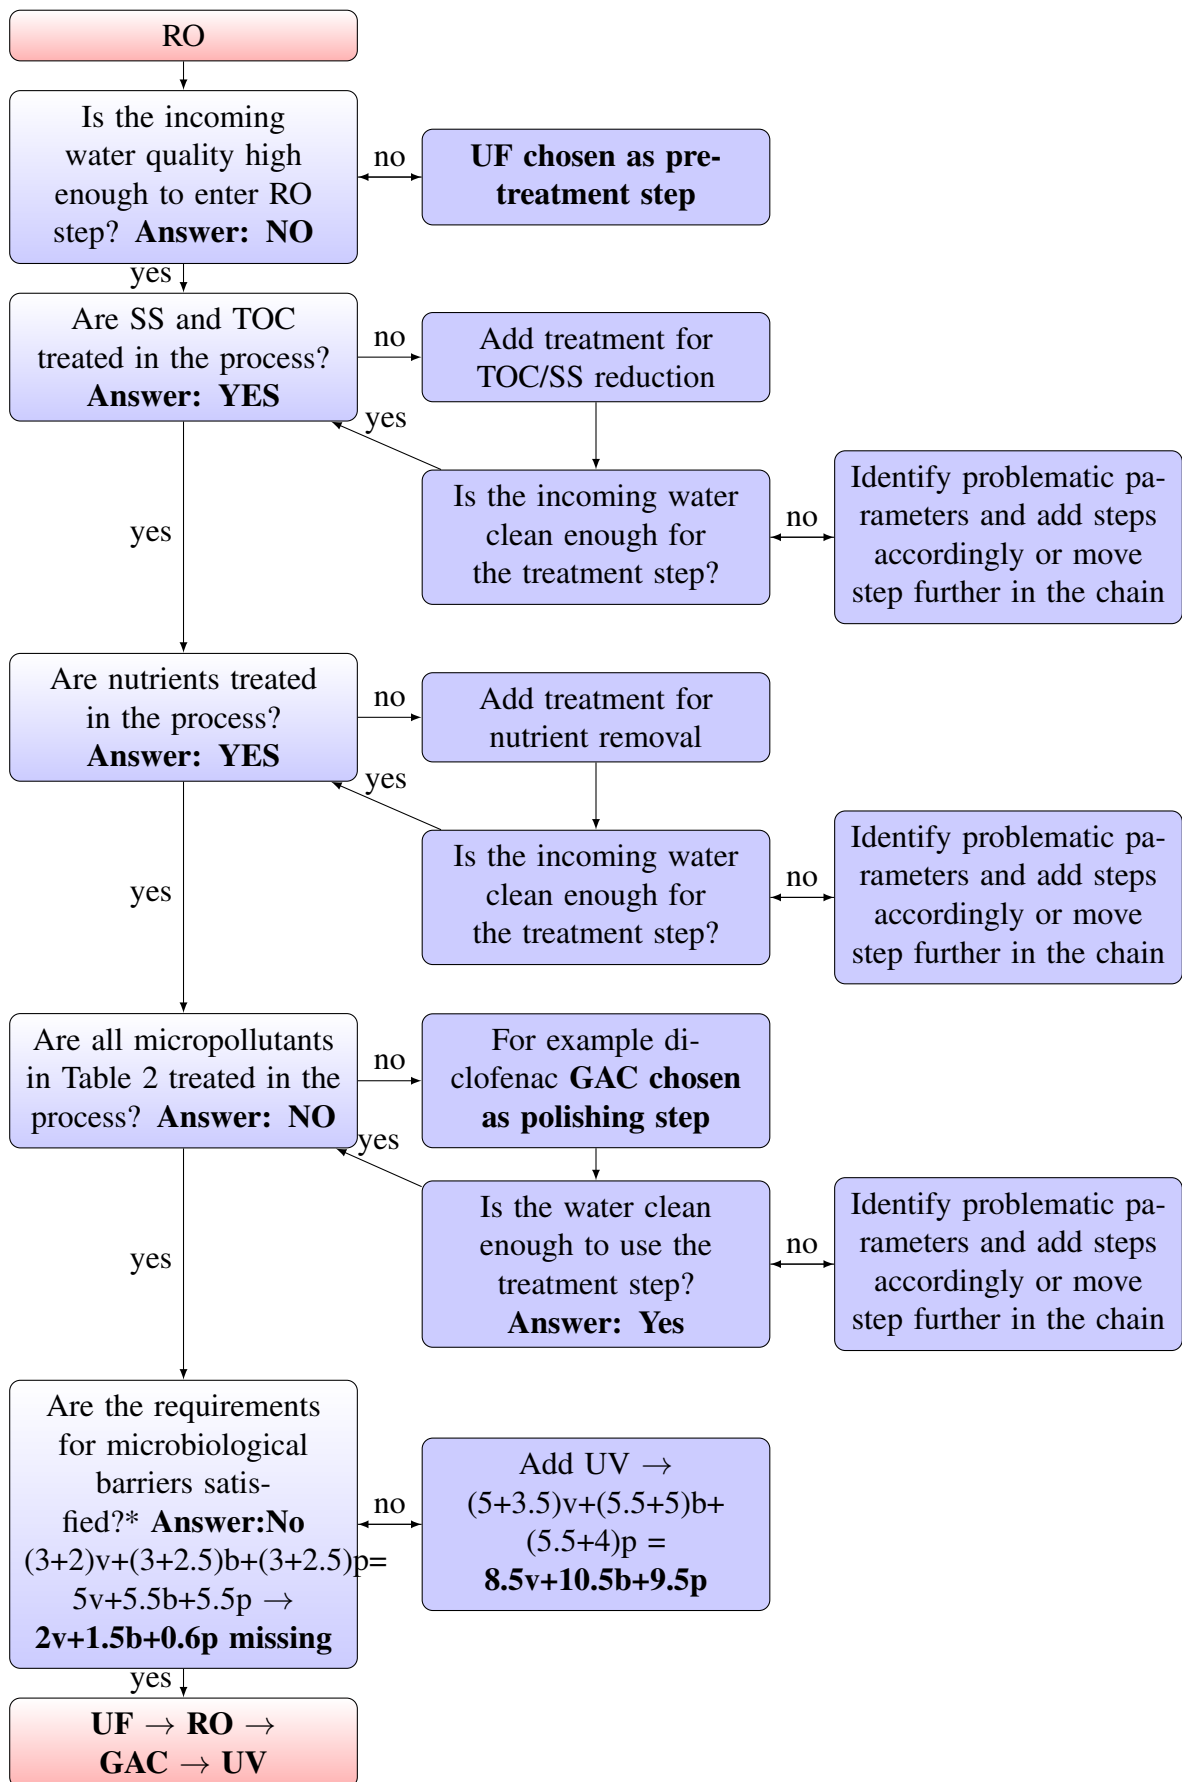 RO
Is the incoming
water quality high
enough to enter RO
step? Answer: NO
no
UF chosen as pre-
treatment step
yes
Are SS and TOC
treated in the process?
Answer: YES
no
Add treatment for
TOC/SS reduction
yes
Is the incoming water
clean enough for
the treatment step?
no
Identify problematic pa-
rameters and add steps
accordingly or move
step further in the chain
yes
Are nutrients treated
in the process?
Answer: YES
no
Add treatment for
nutrient removal
yes
Is the incoming water
clean enough for
the treatment step?
no
Identify problematic pa-
rameters and add steps
accordingly or move
step further in the chain
yes
Are all micropollutants
in Table 2 treated in the
process? Answer: NO
no
For example di-
clofenac GAC chosen
as polishing step
yes
Is the water clean
enough to use the
treatment step?
Answer: Yes
no
Identify problematic pa-
rameters and add steps
accordingly or move
step further in the chain
yes
Are the requirements
for microbiological
barriers satis-
fied?* Answer:No
(3+2)v+(3+2.5)b+(3+2.5)p=
5v+5.5b+5.5p →
2v+1.5b+0.6p missing
no
Add UV →
(5+3.5)v+(5.5+5)b+
(5.5+4)p =
8.5v+10.5b+9.5p
yes
UF → RO →
GAC → UV